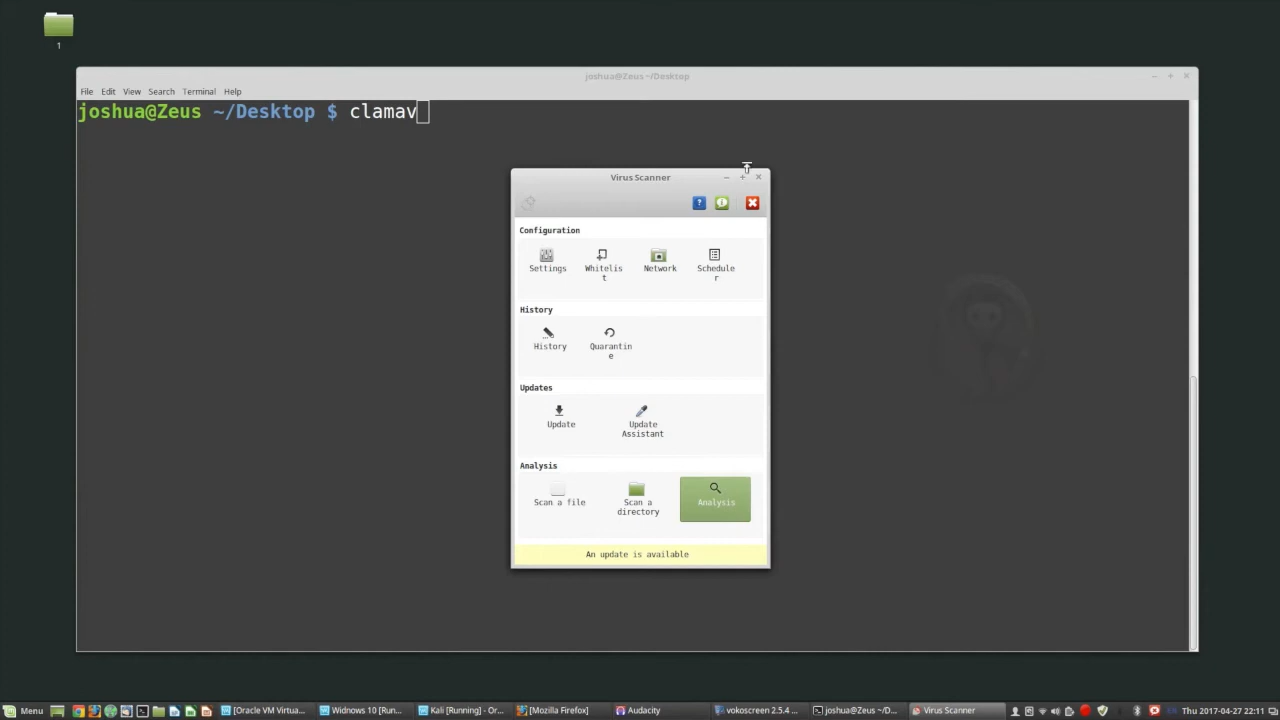 1
joshua@Zeus ~/Desktop
File Edit View Search Terminal Help
joshua@Zeus ~/Desktop $ clamav
Virus Scanner
Configuration
Settings
Whitelis
t
Network
Schedule
r
History
History
Quarantin
e
Updates
Update
Update
Assistant
Analysis
Scan a file
Scan a
directory
Analysis
An update is available
Menu
[Oracle VM Virtua...
Widnows 10 [Run...
Kali [Running] - Or...
[Mozilla Firefox]
Audacity
vokoscreen 2.5.4 ...
joshua@Zeus ~/D...
Virus Scanner
Thu 2017-04-27 22:11